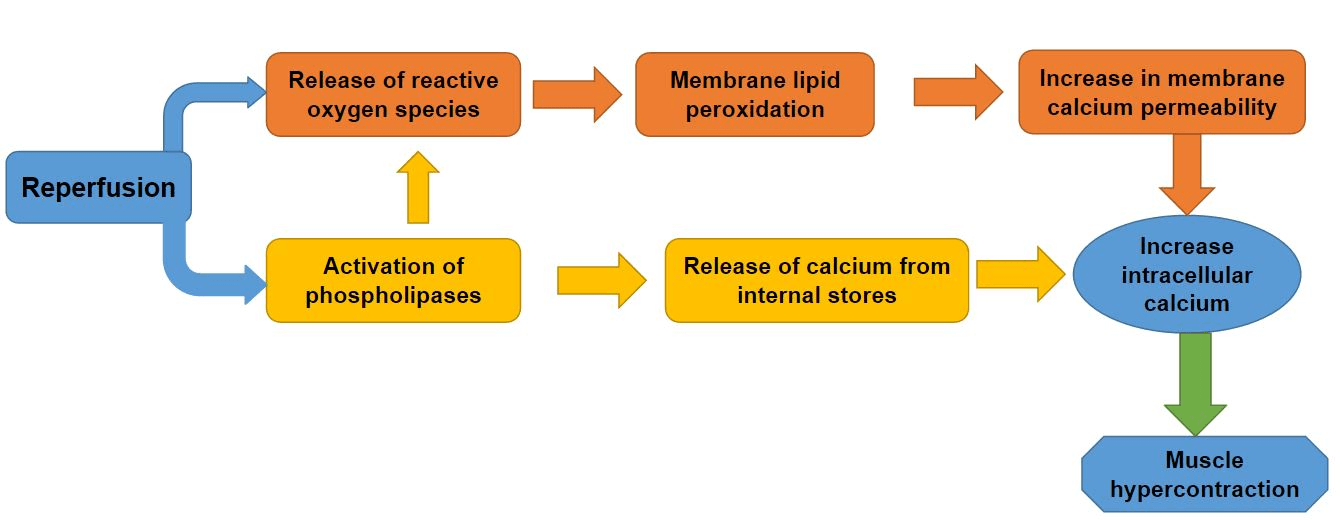 Reperfusion
Release of reactive
oxygen species
Membrane lipid
peroxidation
Increase in membrane
calcium permeability
Activation of
phospholipases
Release of calcium from
internal stores
Increase
intracellular
calcium
Muscle
hypercontraction